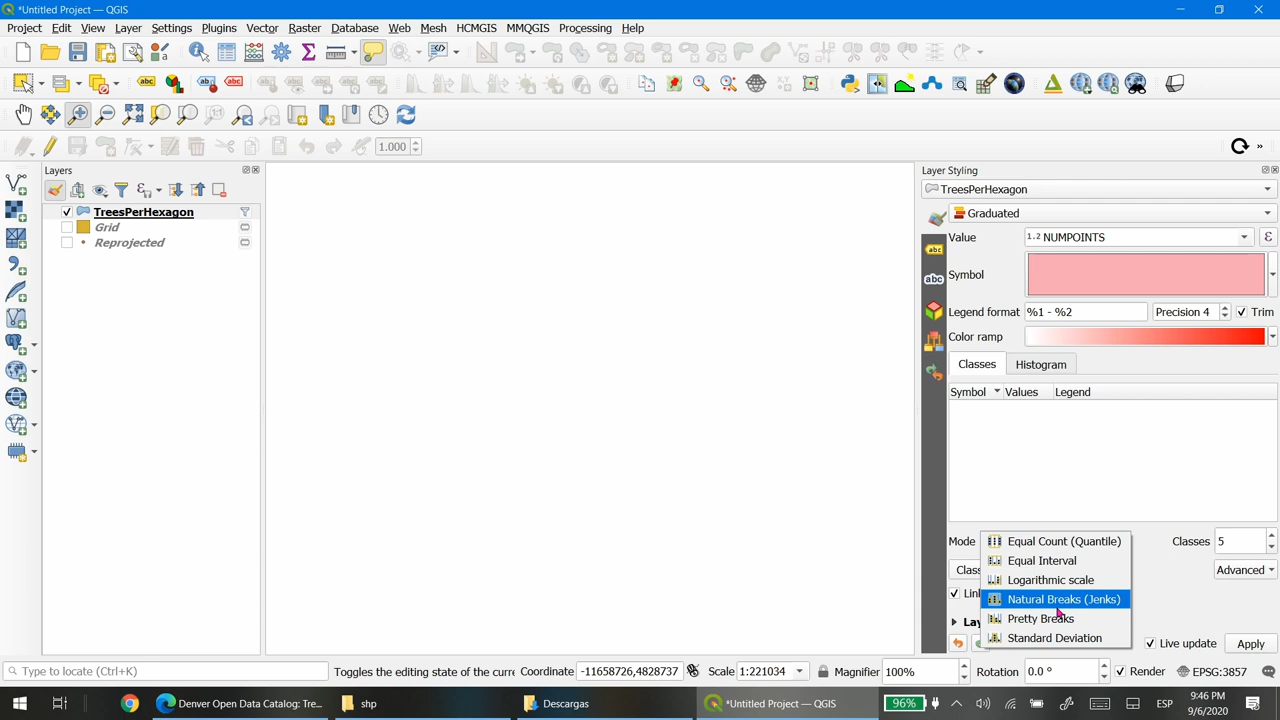 *Untitled Project — QGIS
Project Edit View Layer Settings Plugins Vector Raster Database Web Mesh HCMGIS MMQGIS Processing Help
1.000
Layers
TreesPerHexagon
Grid
Reprojected
Layer Styling
TreesPerHexagon
Graduated
Value 1.2 NUMPOINTS ε
Symbol
Legend format %1 - %2 Precision 4 Trim
Color ramp
Classes Histogram
Symbol Values Legend
Mode Equal Count (Quantile) Classes 5
Equal Interval
Advanced
Logarithmic scale
Natural Breaks (Jenks)
Pretty Breaks
Standard Deviation
Live update Apply
Type to locate (Ctrl+K) Toggles the editing state of the curre Coordinate -11658726,4828737 Scale 1:221034 Magnifier 100% Rotation 0.0 ° Render EPSG:3857
Denver Open Data Catalog: Tre... shp Descargas *Untitled Project — QGIS 96% ESP 9:46 PM
9/6/2020